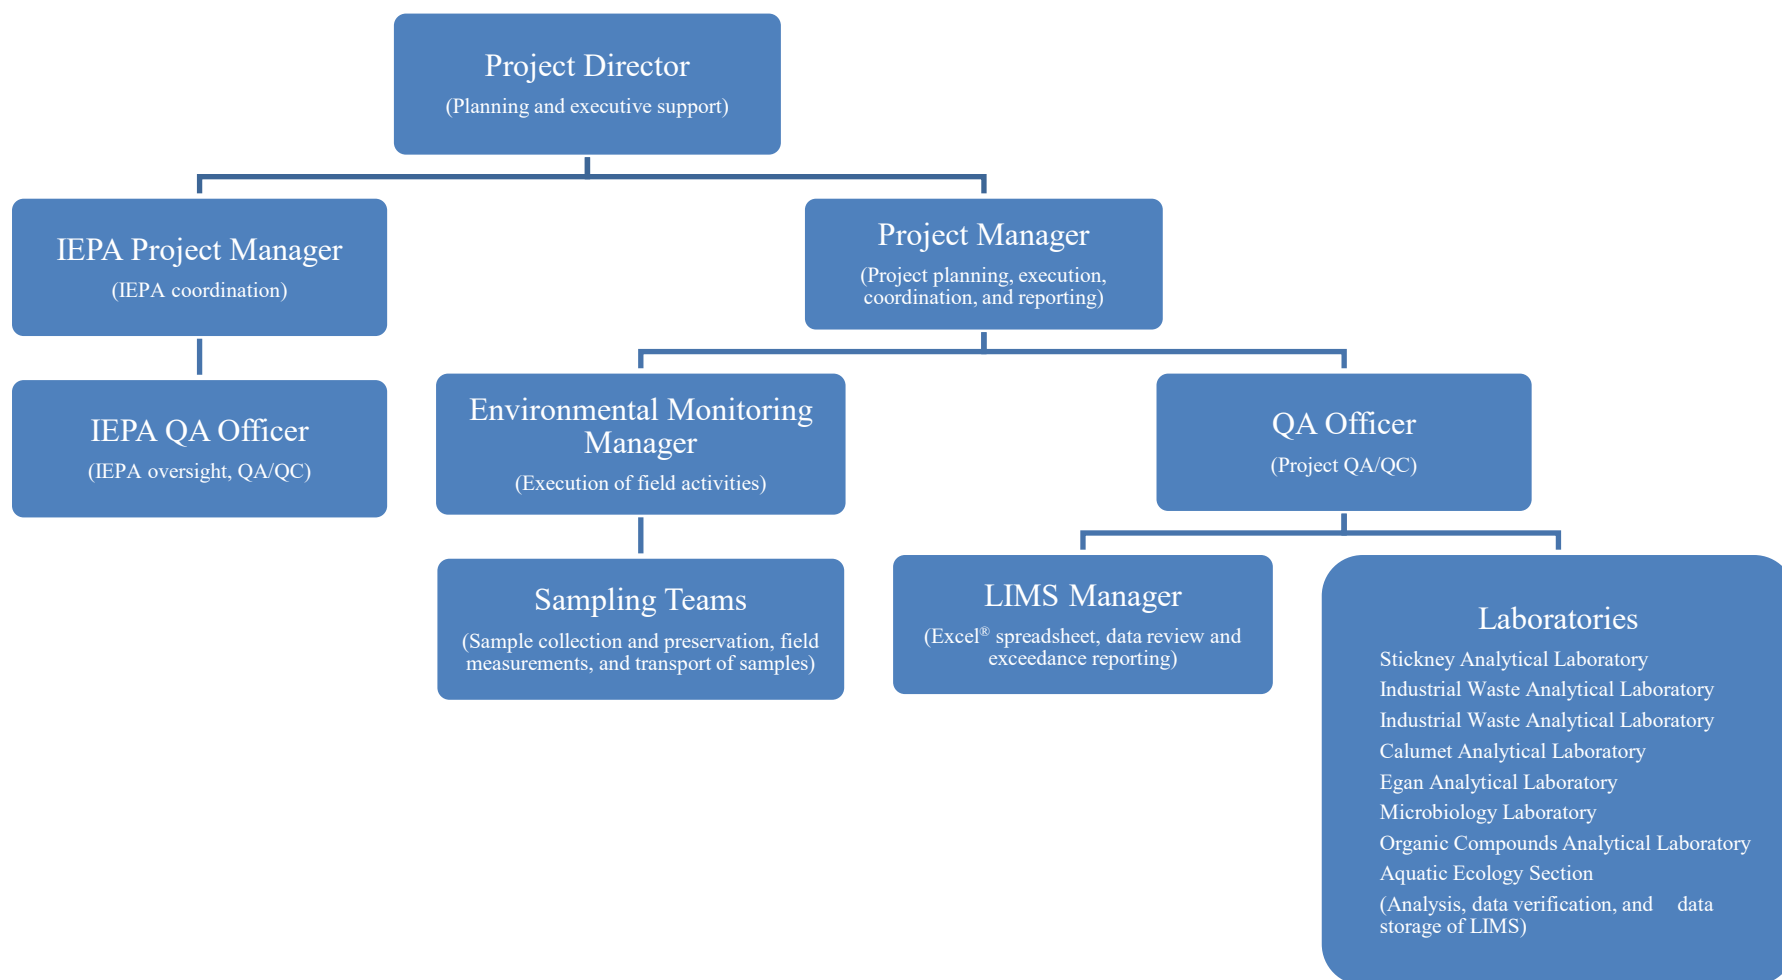 Project Director
(Planning and executive support)
IEPA Project Manager
(IEPA coordination)
Project Manager
(Project planning, execution,
coordination, and reporting)
IEPA QA Officer
(IEPA oversight, QA/QC)
Environmental Monitoring
Manager
(Execution of field activities)
QA Officer
(Project QA/QC)
Sampling Teams
(Sample collection and preservation, field
measurements, and transport of samples)
LIMS Manager
(Excel® spreadsheet, data review and
exceedance reporting)
Laboratories
Stickney Analytical Laboratory
Industrial Waste Analytical Laboratory
Industrial Waste Analytical Laboratory
Calumet Analytical Laboratory
Egan Analytical Laboratory
Microbiology Laboratory
Organic Compounds Analytical Laboratory
Aquatic Ecology Section
(Analysis, data verification, and data
storage of LIMS)